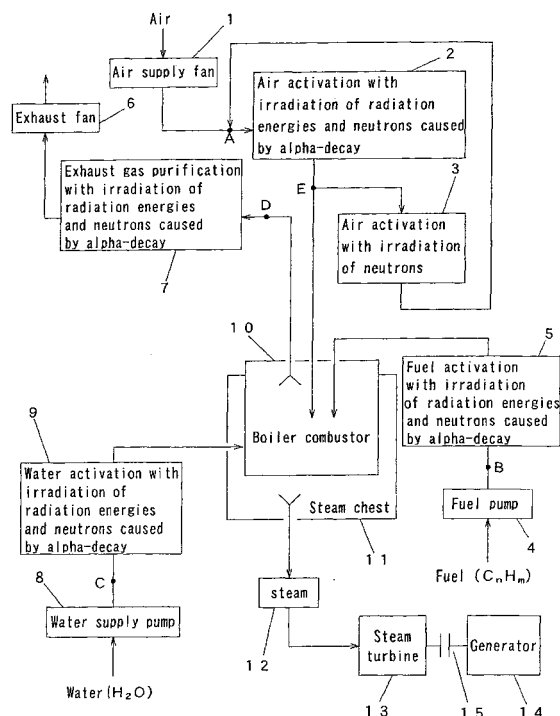 Air
1
Air supply fan
2
Air activation with
irradiation of radiation
energies and neutrons caused
by alpha-decay
A
Exhaust fan
6
Exhaust gas purification
with irradiation of
radiation energies
and neutrons caused
by alpha-decay
7
D
E
3
Air activation
with irradiation
of neutrons
10
Boiler combustor
Steam chest
11
5
Fuel activation
with irradiation
of radiation energies
and neutrons caused
by alpha-decay
B
Fuel pump
4
Fuel (CnHm)
9
Water activation with
irradiation of
radiation energies
and neutrons caused
by alpha-decay
C
8
Water supply pump
Water(H2O)
steam
12
Steam
turbine
13
15
Generator
14